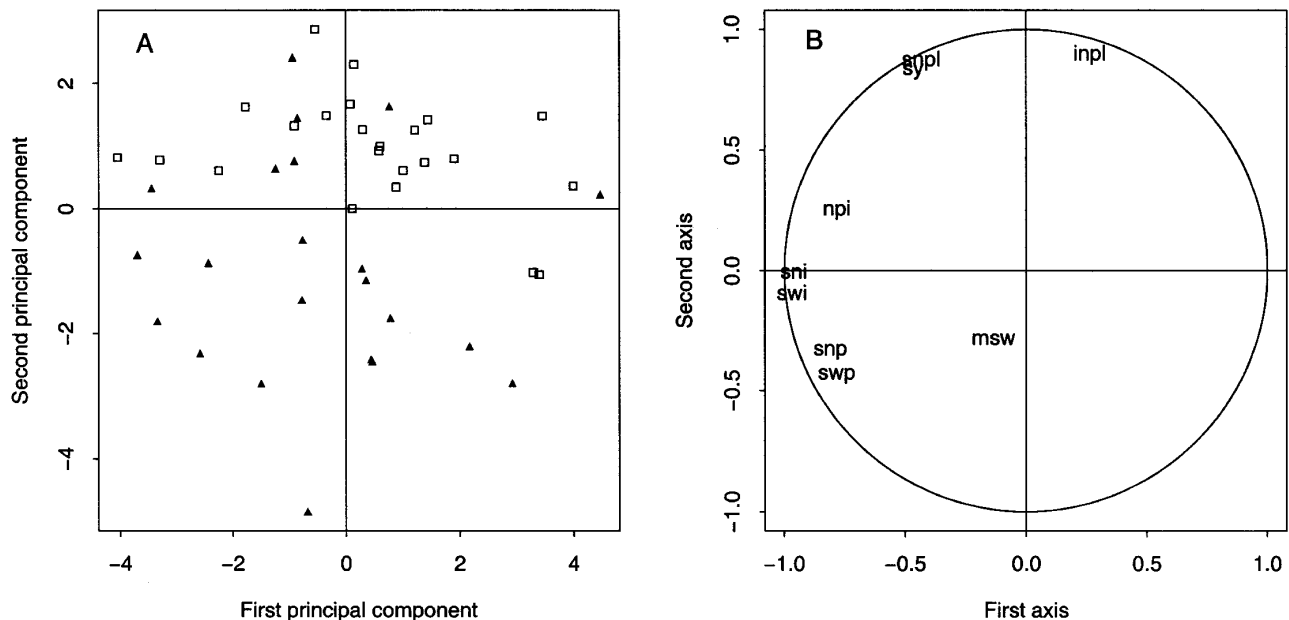 A
2
0
−2
−4
−4
−2
0
2
4
Second principal component
First principal component
B
1.0
0.5
0.0
−0.5
−1.0
−1.0
−0.5
0.0
0.5
1.0
Second axis
First axis
snpl
sy
inpl
npi
sni
swi
msw
snp
swp